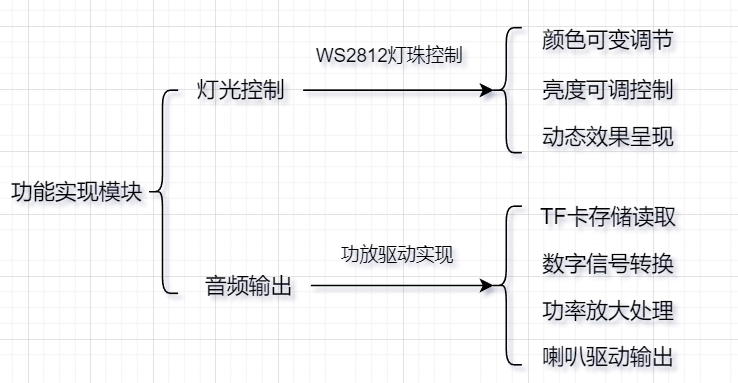 功能实现模块
灯光控制
WS2812灯珠控制
颜色可变调节
亮度可调控制
动态效果呈现
音频输出
功放驱动实现
TF卡存储读取
数字信号转换
功率放大处理
喇叭驱动输出